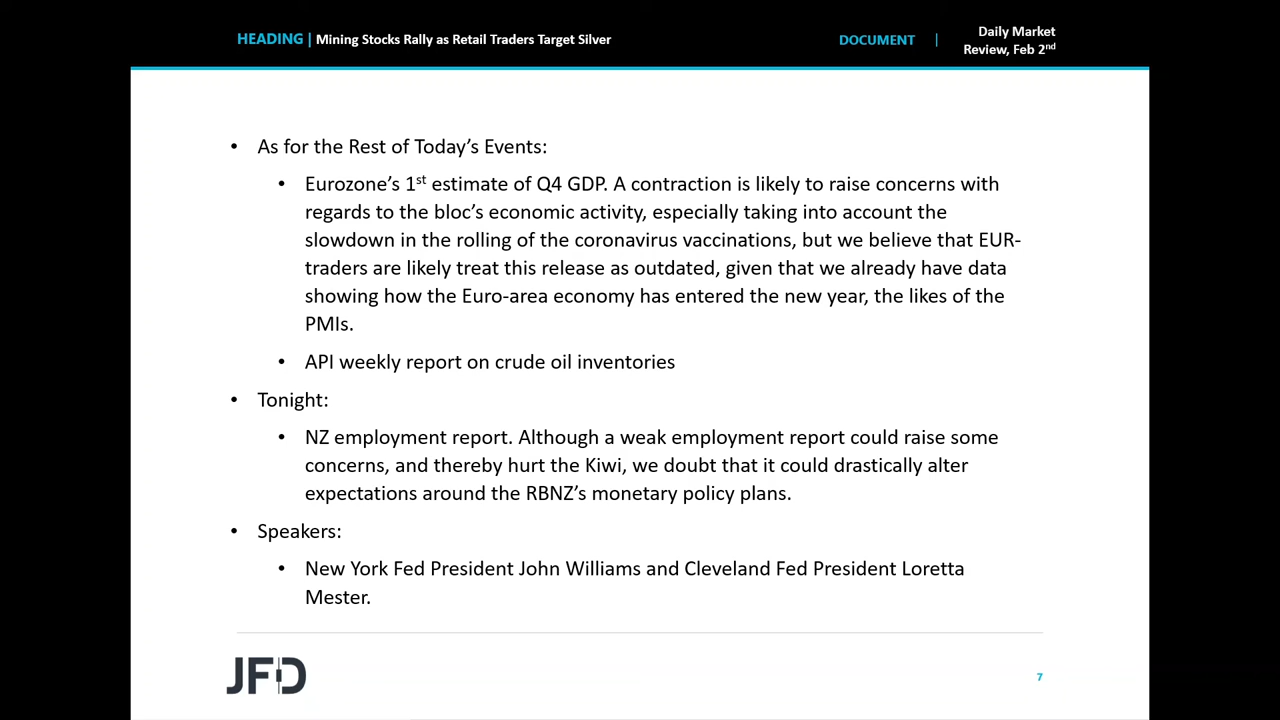 HEADING | Mining Stocks Rally as Retail Traders Target Silver
DOCUMENT | Daily Market
Review, Feb 2nd
• As for the Rest of Today's Events:
• Eurozone's 1st estimate of Q4 GDP. A contraction is likely to raise concerns with
regards to the bloc's economic activity, especially taking into account the
slowdown in the rolling of the coronavirus vaccinations, but we believe that EUR-
traders are likely treat this release as outdated, given that we already have data
showing how the Euro-area economy has entered the new year, the likes of the
PMIs.
• API weekly report on crude oil inventories
• Tonight:
• NZ employment report. Although a weak employment report could raise some
concerns, and thereby hurt the Kiwi, we doubt that it could drastically alter
expectations around the RBNZ's monetary policy plans.
• Speakers:
• New York Fed President John Williams and Cleveland Fed President Loretta
Mester.
JFD
7